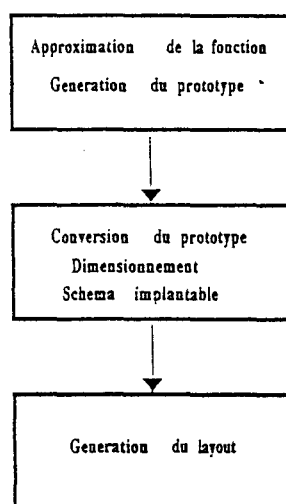 Approximation de la fonction
Generation du prototype
Conversion du prototype
Dimensionnement
Schema implantable
Generation du layout